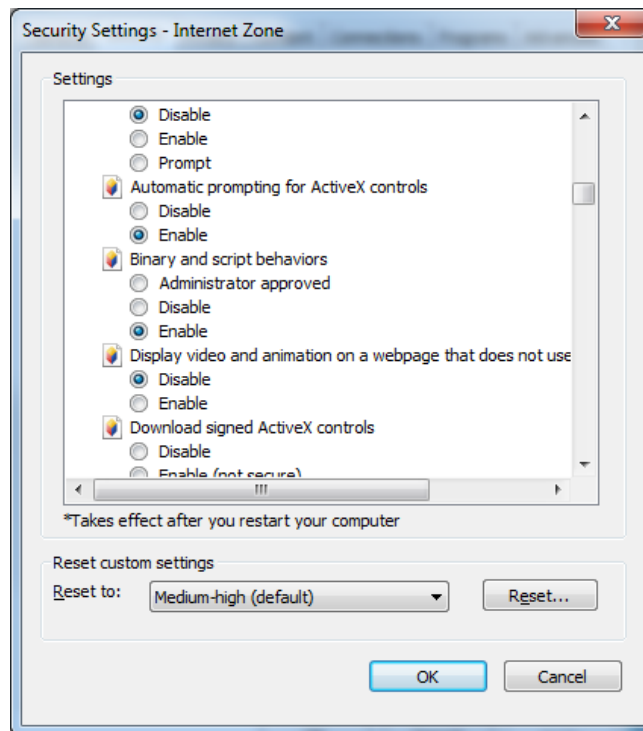 Security Settings - Internet Zone
Settings
Disable
Enable
Prompt
Automatic prompting for ActiveX controls
Disable
Enable
Binary and script behaviors
Administrator approved
Disable
Enable
Display video and animation on a webpage that does not use
Disable
Enable
Download signed ActiveX controls
Disable
Enable (not secure)
*Takes effect after you restart your computer
Reset custom settings
Reset to: Medium-high (default) Reset...
OK Cancel